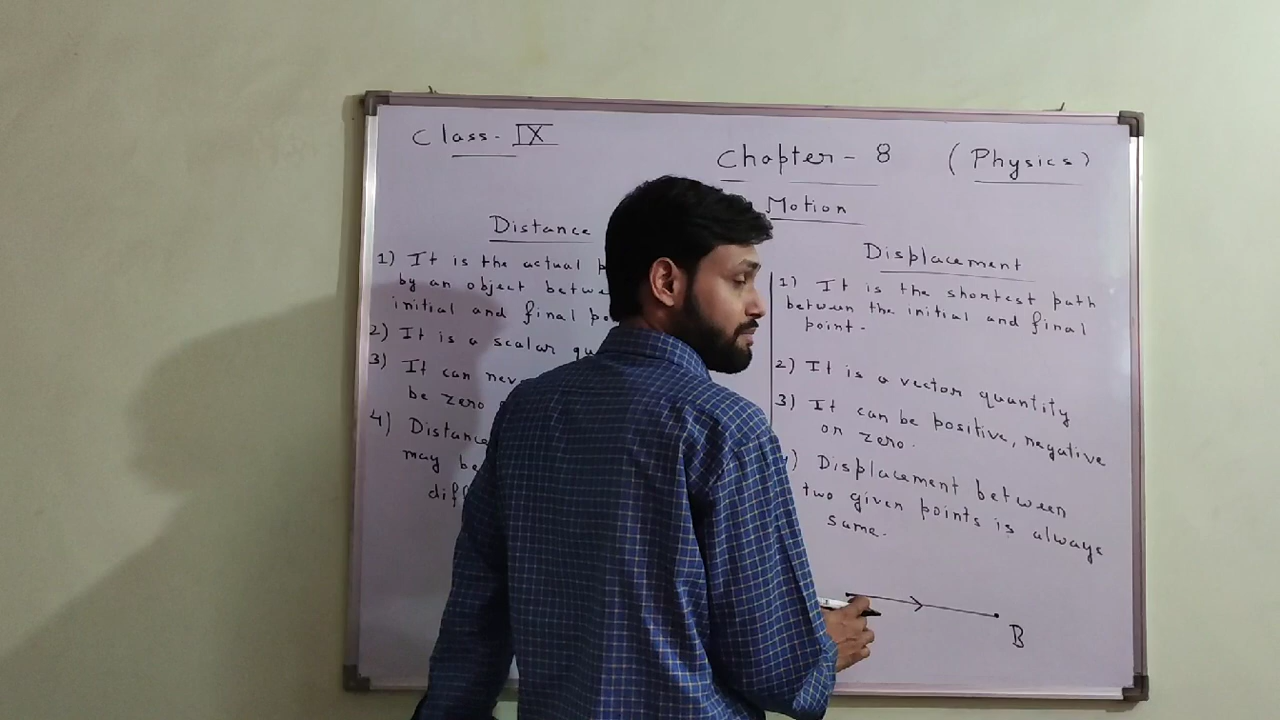 Class - IX
Chapter - 8 (Physics)
Motion
Distance
1) It is the actual
by an object
initial and final
2) It is a scalar
3) It can
be zero
4) Distance
may be
Displacement
1) It is the shortest path
between the initial and final
point.
2) It is a vector quantity
3) It can be positive, negative
or zero.
) Displacement between
two given points is always
same.
B